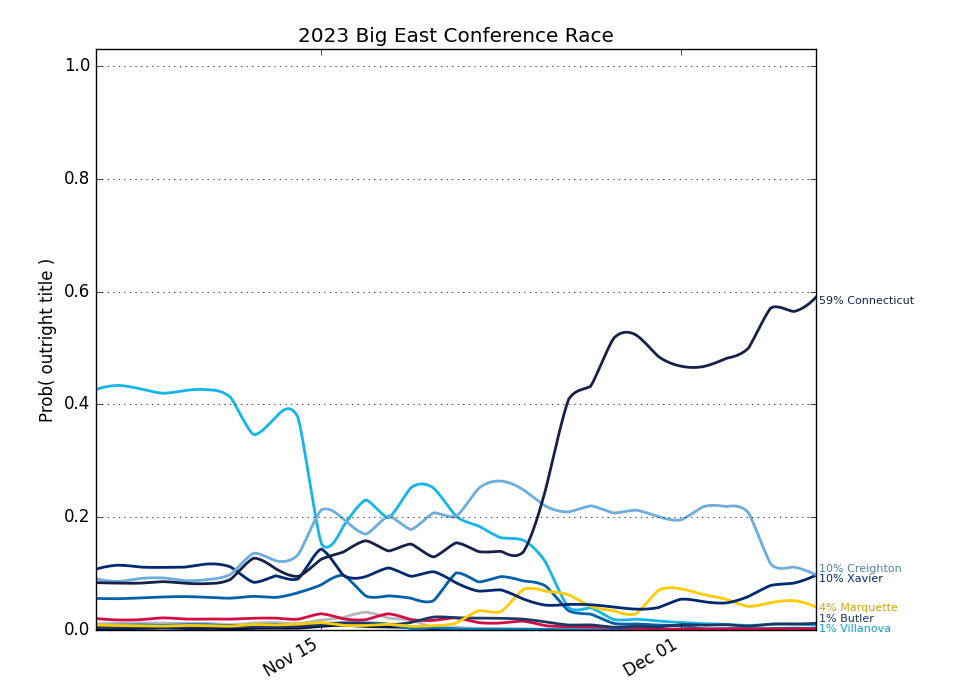 2023 Big East Conference Race
Prob( outright title )
1.0
0.8
0.6
0.4
0.2
0.0
Nov 15
Dec 01
59% Connecticut
10% Creighton
10% Xavier
4% Marquette
1% Butler
1% Villanova